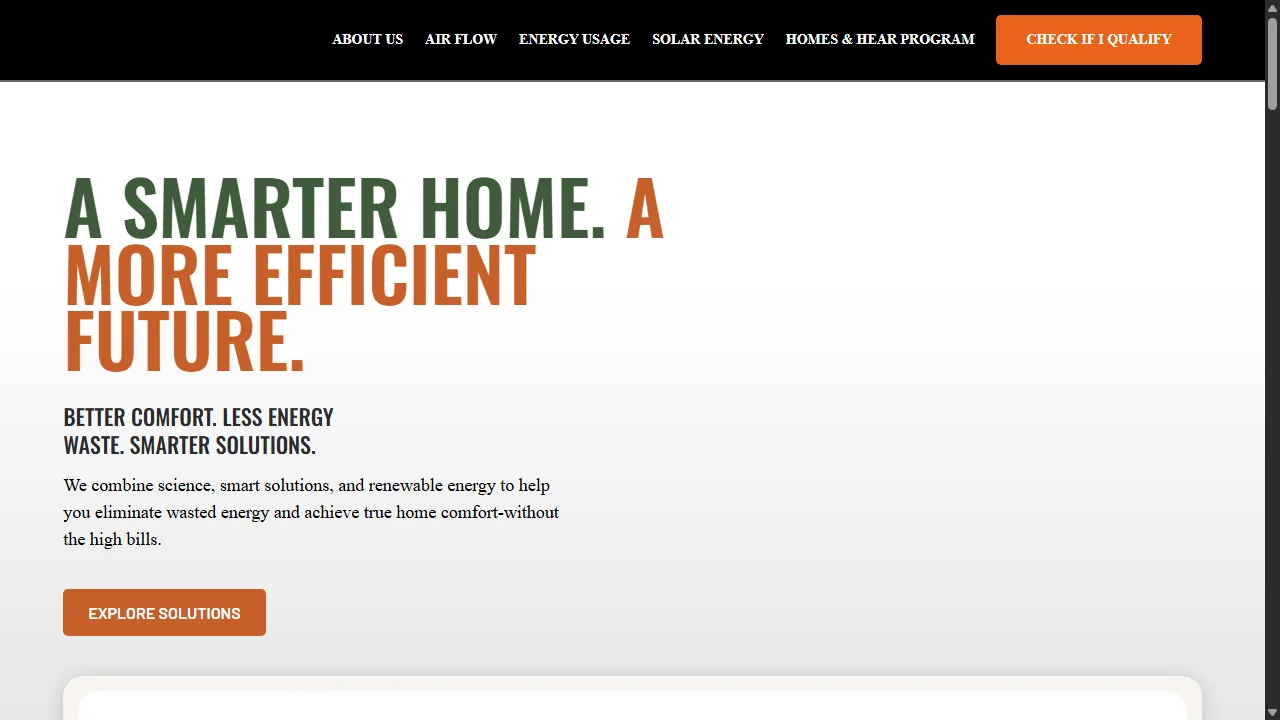 ABOUT US
AIR FLOW
ENERGY USAGE
SOLAR ENERGY
HOMES & HEAR PROGRAM
CHECK IF I QUALIFY
A SMARTER HOME. A
MORE EFFICIENT
FUTURE.
BETTER COMFORT. LESS ENERGY
WASTE. SMARTER SOLUTIONS.
We combine science, smart solutions, and renewable energy to help
you eliminate wasted energy and achieve true home comfort-without
the high bills.
EXPLORE SOLUTIONS